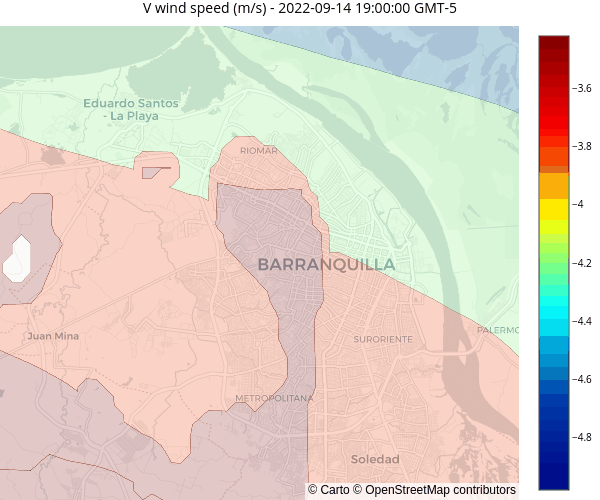 V wind speed (m/s) - 2022-09-14 19:00:00 GMT-5
Eduardo Santos
- La Playa
RIOMAR
BARRANQUILLA
Juan Mina
SURORIENTE
PALERMO
METROPOLITANA
Soledad
© Carto © OpenStreetMap contributors
−3.6
−3.8
−4
−4.2
−4.4
−4.6
−4.8